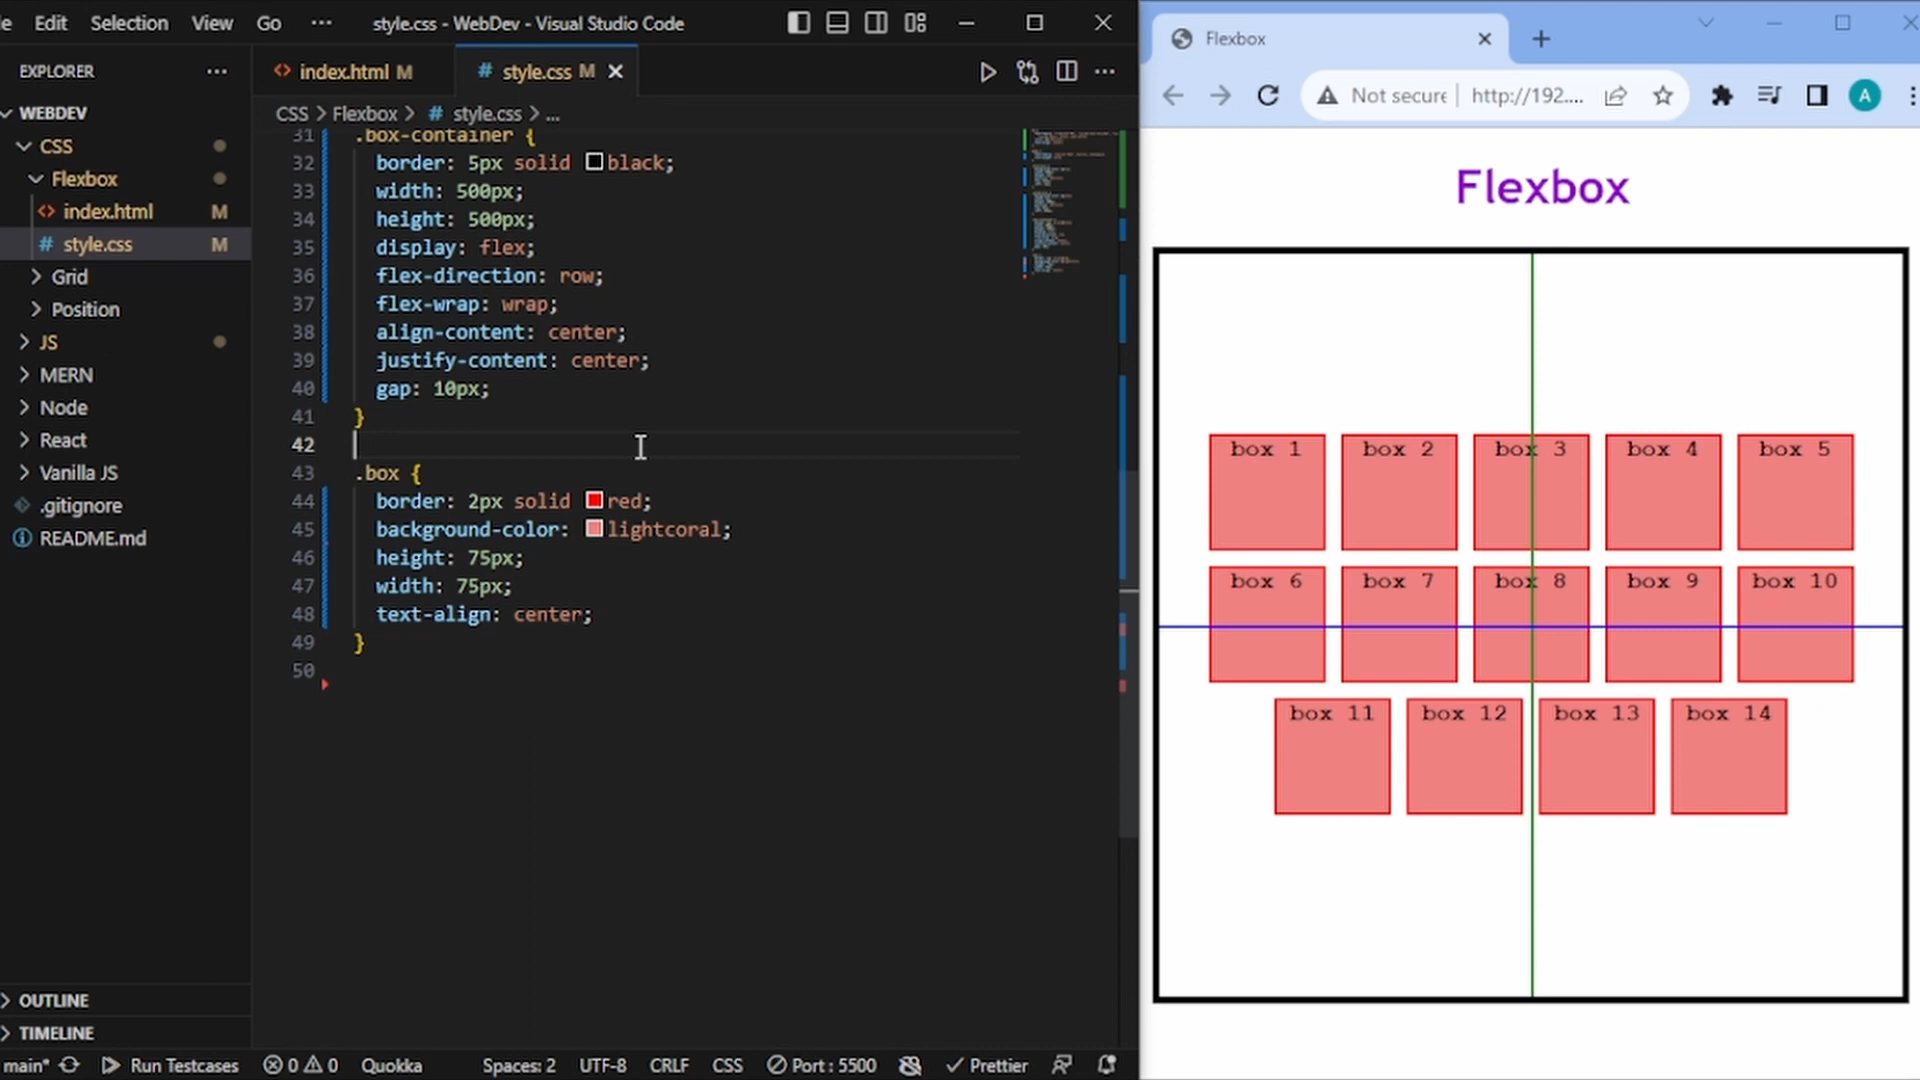 e Edit Selection View Go ··· style.css - WebDev - Visual Studio Code
EXPLORER ···
WEBDEV
CSS
Flexbox
index.html M
style.css M
Grid
Position
JS
MERN
Node
React
Vanilla JS
.gitignore
README.md
OUTLINE
TIMELINE
index.html M
# style.css M
CSS > Flexbox > # style.css > ...
31 .box-container {
32 border: 5px solid black;
33 width: 500px;
34 height: 500px;
35 display: flex;
36 flex-direction: row;
37 flex-wrap: wrap;
38 align-content: center;
39 justify-content: center;
40 gap: 10px;
41 }
42
43 .box {
44 border: 2px solid red;
45 background-color: lightcoral;
46 height: 75px;
47 width: 75px;
48 text-align: center;
49 }
50
main* Run Testcases 0 0 Quokka Spaces: 2 UTF-8 CRLF CSS Port : 5500 Prettier
Flexbox
Not secure http://192.... A
Flexbox
box 1 box 2 box 3 box 4 box 5
box 6 box 7 box 8 box 9 box 10
box 11 box 12 box 13 box 14